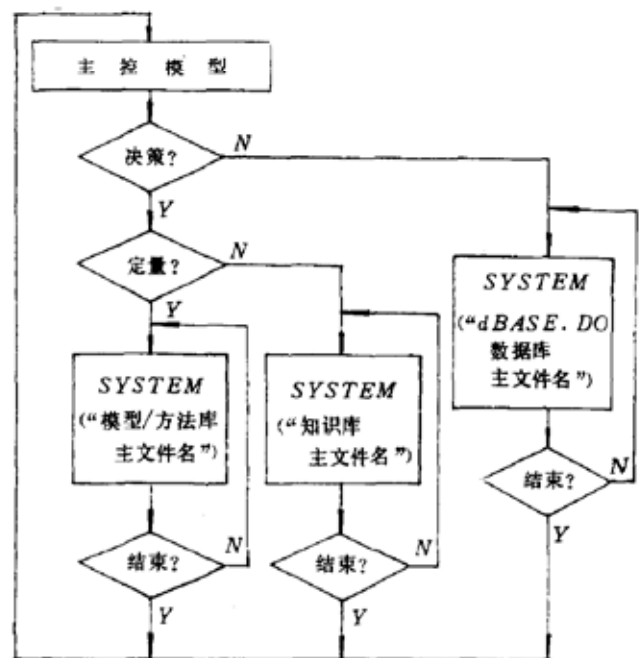 主控模型
决策?
N
Y
定量?
N
Y
SYSTEM
(“dBASE.DO
数据库
主文件名”)
SYSTEM
(“模型/方法库
主文件名”)
SYSTEM
(“知识库
主文件名”)
结束?
N
Y
结束?
N
Y
结束?
N
Y